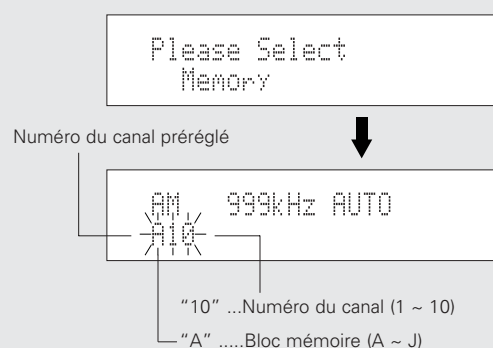 Please Select
Memory
Numéro du canal préréglé
AM 999kHz AUTO
A10
“10” ...Numéro du canal (1 ~ 10)
“A” .....Bloc mémoire (A ~ J)